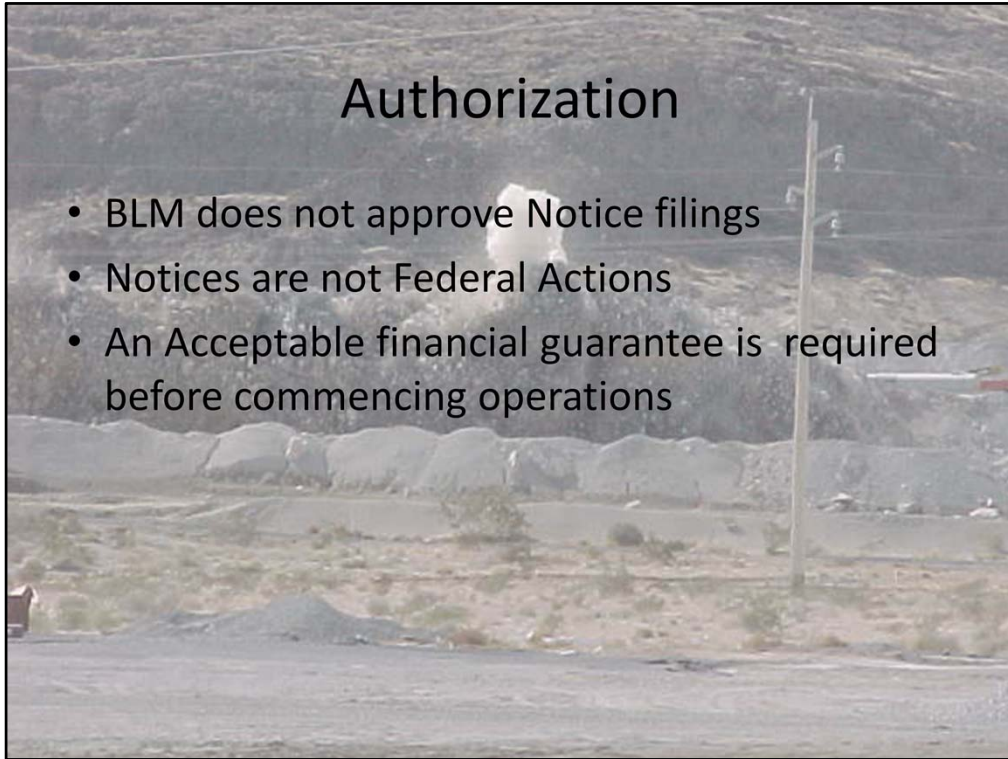 Authorization
• BLM does not approve Notice filings
• Notices are not Federal Actions
• An Acceptable financial guarantee is  required
before commencing operations